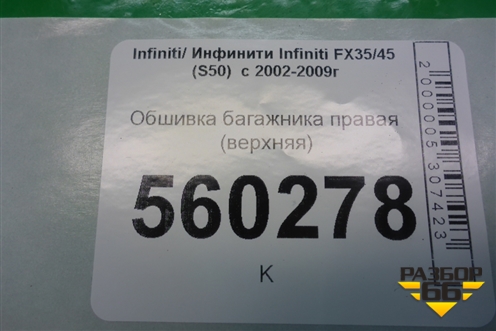 Infiniti/ Инфинити Infiniti FX35/45
(S50) с 2002-2009г
Обшивка багажника правая
(верхняя)
560278
К
2000005307423
РАЗБОР
66